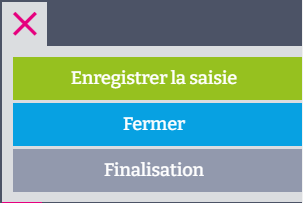 Enregistrer la saisie
Fermer
Finalisation